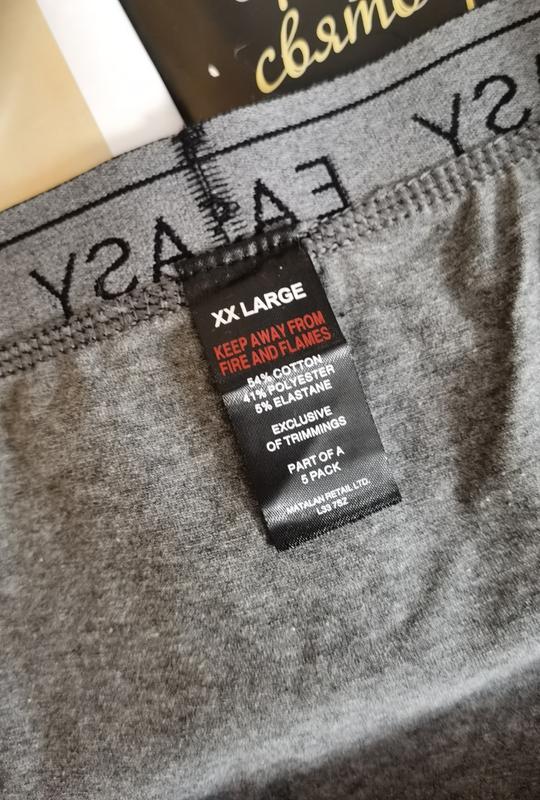 свято
EASY
EASY
XX LARGE
KEEP AWAY FROM
FIRE AND FLAMES
54% COTTON
41% POLYESTER
5% ELASTANE
EXCLUSIVE
OF TRIMMINGS
PART OF A
5 PACK
MATALAN RETAIL LTD.
L33 7SZ